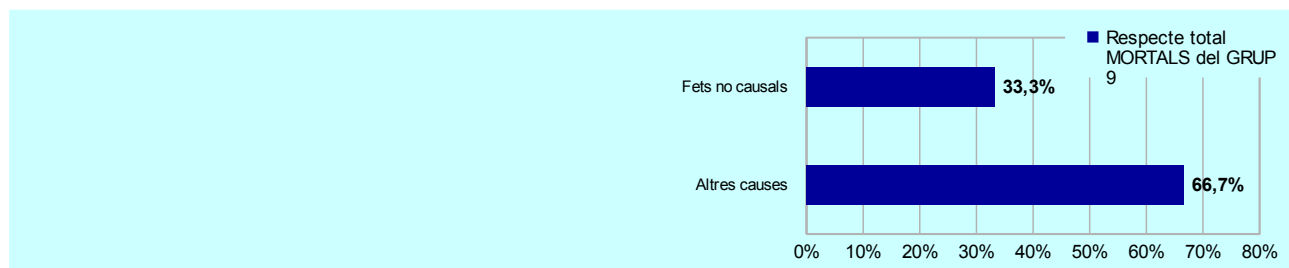 Respecte total
MORTALS del GRUP
9
Fets no causals
33,3%
Altres causes
66,7%
0% 10% 20% 30% 40% 50% 60% 70% 80%